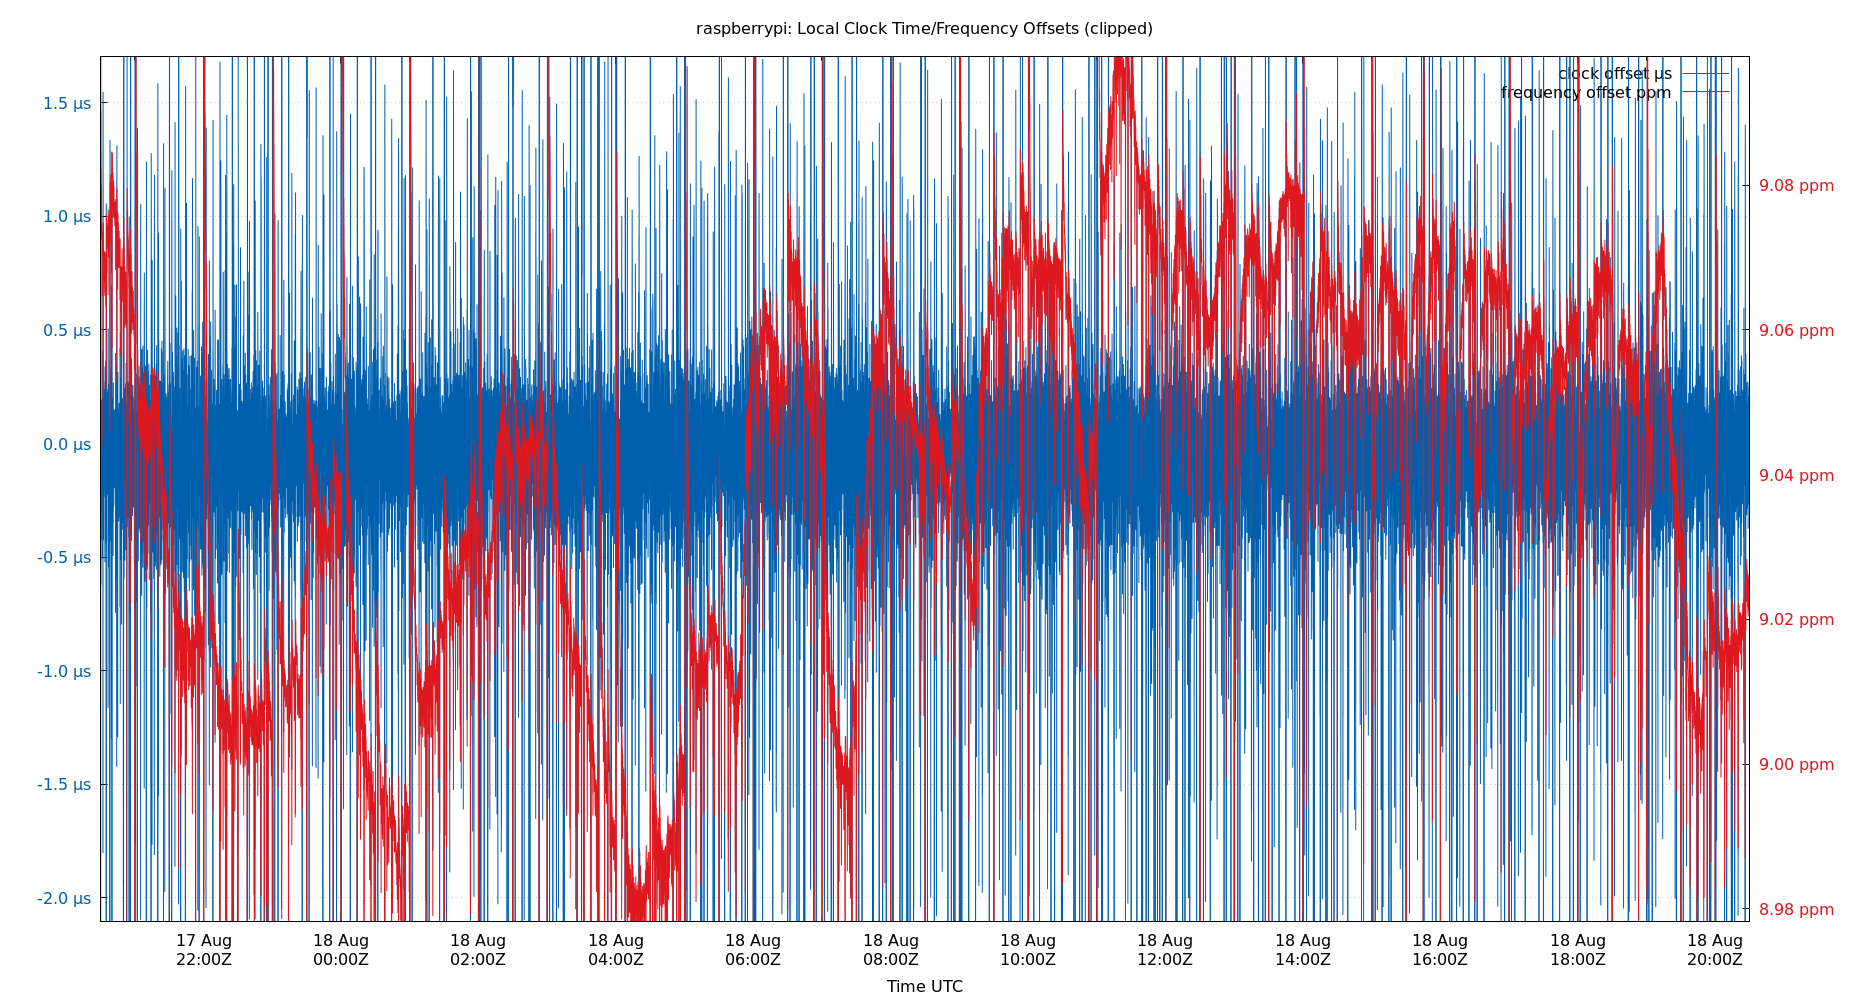 raspberrypi: Local Clock Time/Frequency Offsets (clipped)
clock offset µs
frequency offset ppm
1.5 µs
1.0 µs
0.5 µs
0.0 µs
-0.5 µs
-1.0 µs
-1.5 µs
-2.0 µs
9.08 ppm
9.06 ppm
9.04 ppm
9.02 ppm
9.00 ppm
8.98 ppm
17 Aug 18 Aug 18 Aug 18 Aug 18 Aug 18 Aug 18 Aug 18 Aug 18 Aug 18 Aug 18 Aug 18 Aug
22:00Z 00:00Z 02:00Z 04:00Z 06:00Z 08:00Z 10:00Z 12:00Z 14:00Z 16:00Z 18:00Z 20:00Z
Time UTC